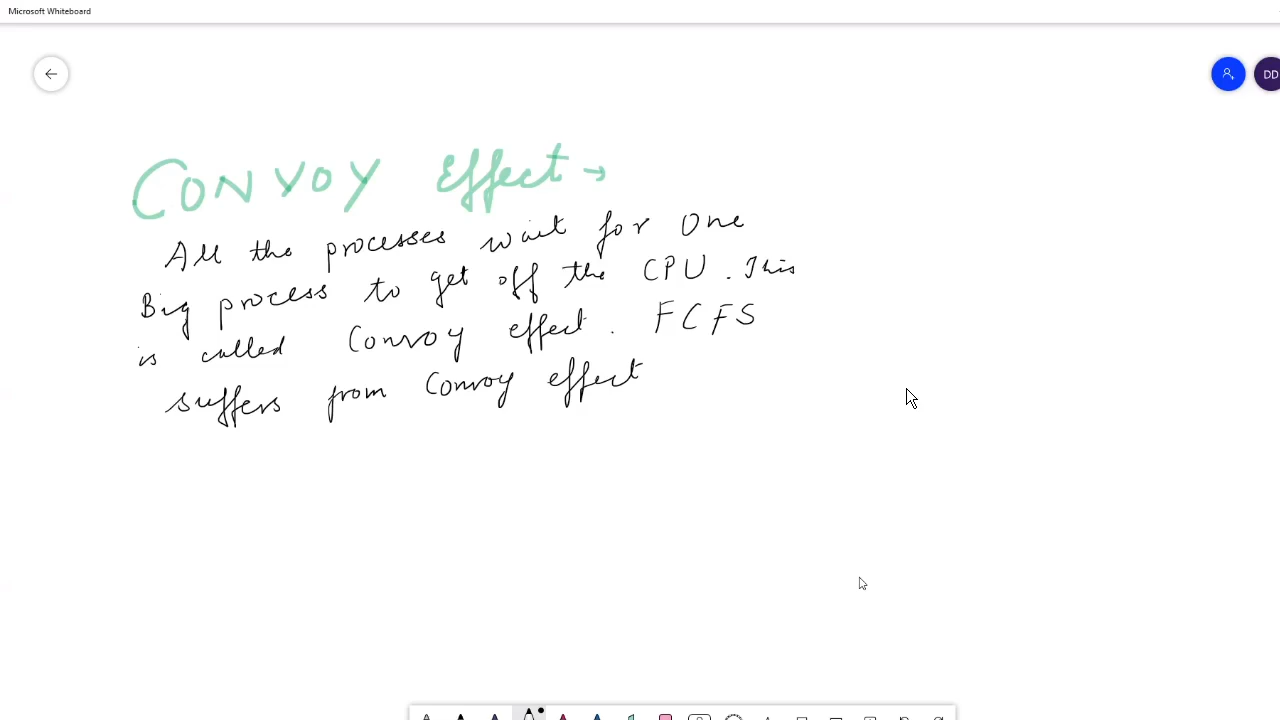 Microsoft Whiteboard
DD
CONVOY Effect →
All the processes wait for One
Big process to get off the CPU. This
is called Convoy effect. FCFS
suffers from Convoy effect